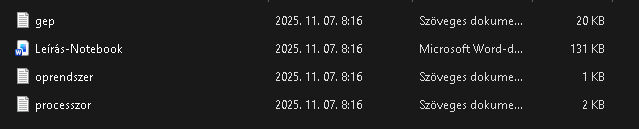 gep 2025. 11. 07. 8:16 Szöveges dokume... 20 KB
Leírás-Notebook 2025. 11. 07. 8:16 Microsoft Word-d... 131 KB
oprendszer 2025. 11. 07. 8:16 Szöveges dokume... 1 KB
processzor 2025. 11. 07. 8:16 Szöveges dokume... 2 KB